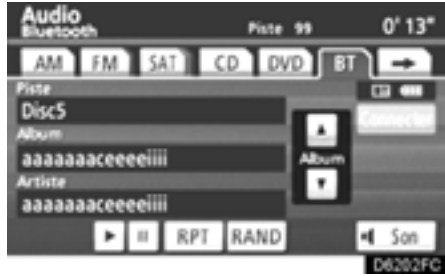 Audio
Bluetooth Piste 99 0' 13"
AM FM SAT CD DVD BT
Piste
Disc5
Connecter
Album
aaaaaaaceeeeiiii
Album
Artiste
aaaaaaaceeeeiiii
RPT RAND Son
D6202FC